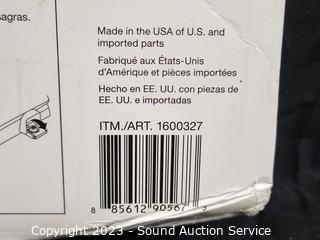 sagras.
Made in the USA of U.S. and
imported parts
Fabriqué aux États-Unis
d'Amérique et pièces importées
Hecho en EE. UU. con piezas de
EE. UU. e importadas
ITM./ART. 1600327
8 85612 90567
Copyright 2023 - Sound Auction Service